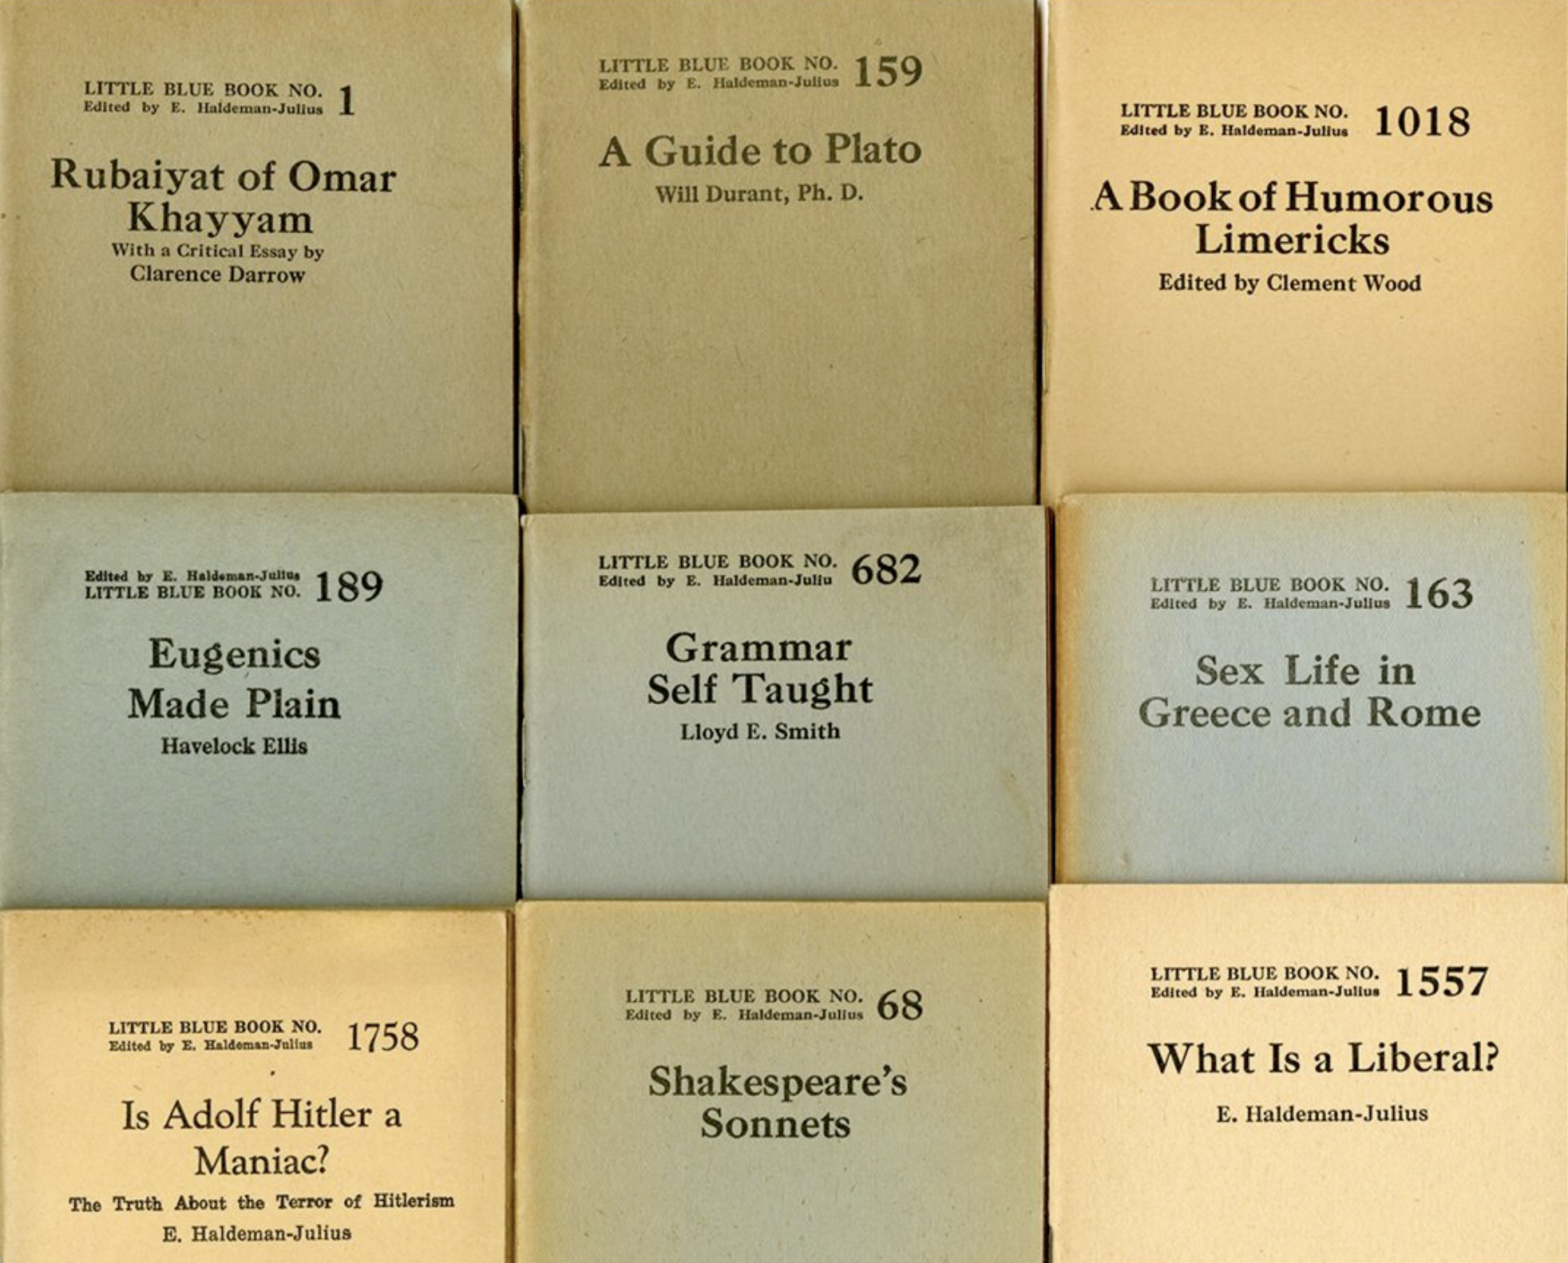 LITTLE BLUE BOOK NO. 1
Edited by E. Haldeman-Julius
Rubaiyat of Omar
Khayyam
With a Critical Essay by
Clarence Darrow
LITTLE BLUE BOOK NO. 159
Edited by E. Haldeman-Julius
A Guide to Plato
Will Durant, Ph. D.
LITTLE BLUE BOOK NO. 1018
Edited by E. Haldeman-Julius
A Book of Humorous
Limericks
Edited by Clement Wood
Edited by E. Haldeman-Julius
LITTLE BLUE BOOK NO. 189
Eugenics
Made Plain
Havelock Ellis
LITTLE BLUE BOOK NO. 682
Edited by E. Haldeman-Juliu
Grammar
Self Taught
Lloyd E. Smith
LITTLE BLUE BOOK NO. 163
Edited by E. Haldeman-Julius
Sex Life in
Greece and Rome
LITTLE BLUE BOOK NO. 1758
Edited by E. Haldeman-Julius
Is Adolf Hitler a
Maniac?
The Truth About the Terror of Hitlerism
E. Haldeman-Julius
LITTLE BLUE BOOK NO. 68
Edited by E. Haldeman-Julius
Shakespeare's
Sonnets
LITTLE BLUE BOOK NO. 1557
Edited by E. Haldeman-Julius
What Is a Liberal?
E. Haldeman-Julius